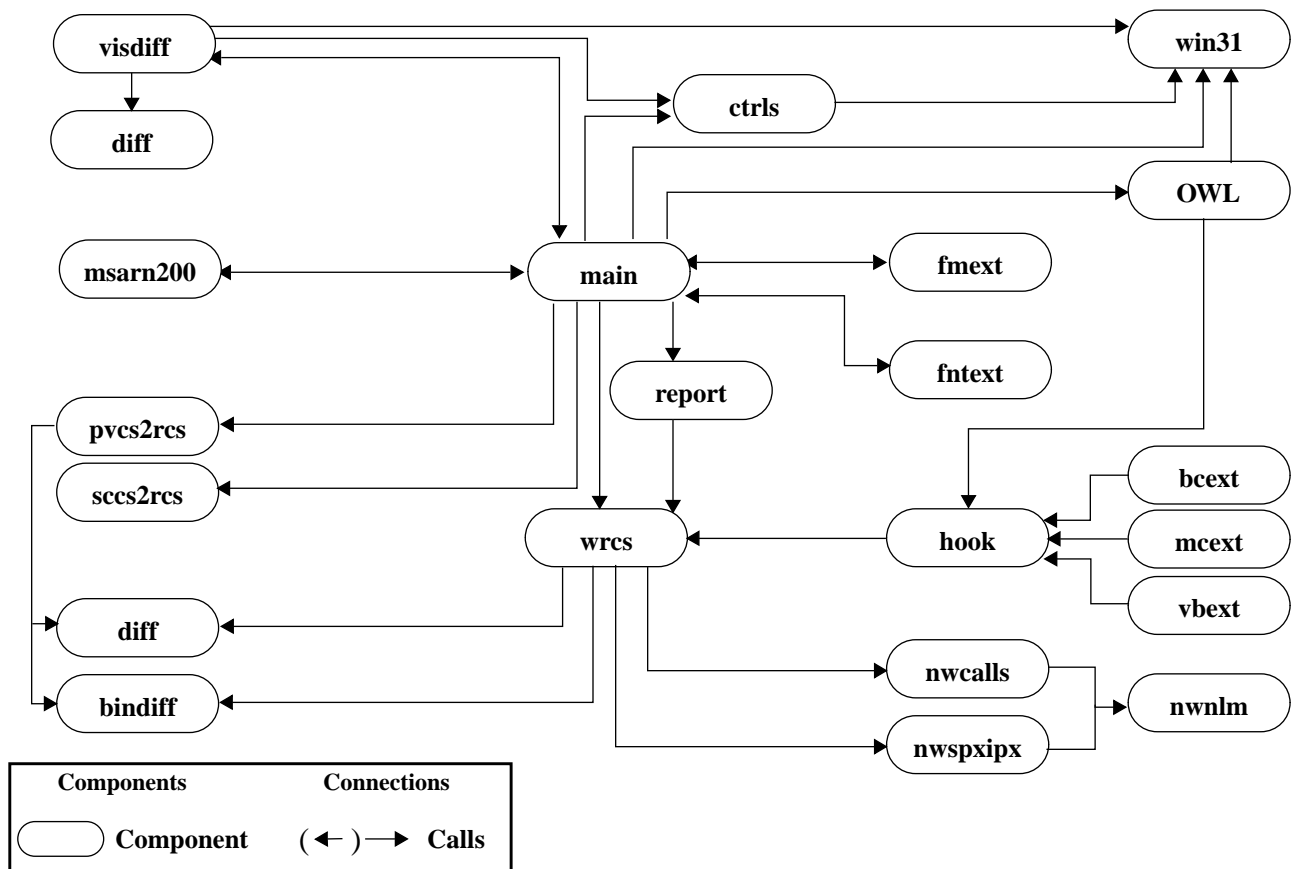 visdiff
win31
ctrls
diff
OWL
msarn200
main
fmext
fntext
report
pvcs2rcs
sccs2rcs
bcext
wrcs
hook
mcext
vbext
diff
nwcalls
bindiff
nwnlm
nwspxipx
Components Connections
Component ( ) Calls